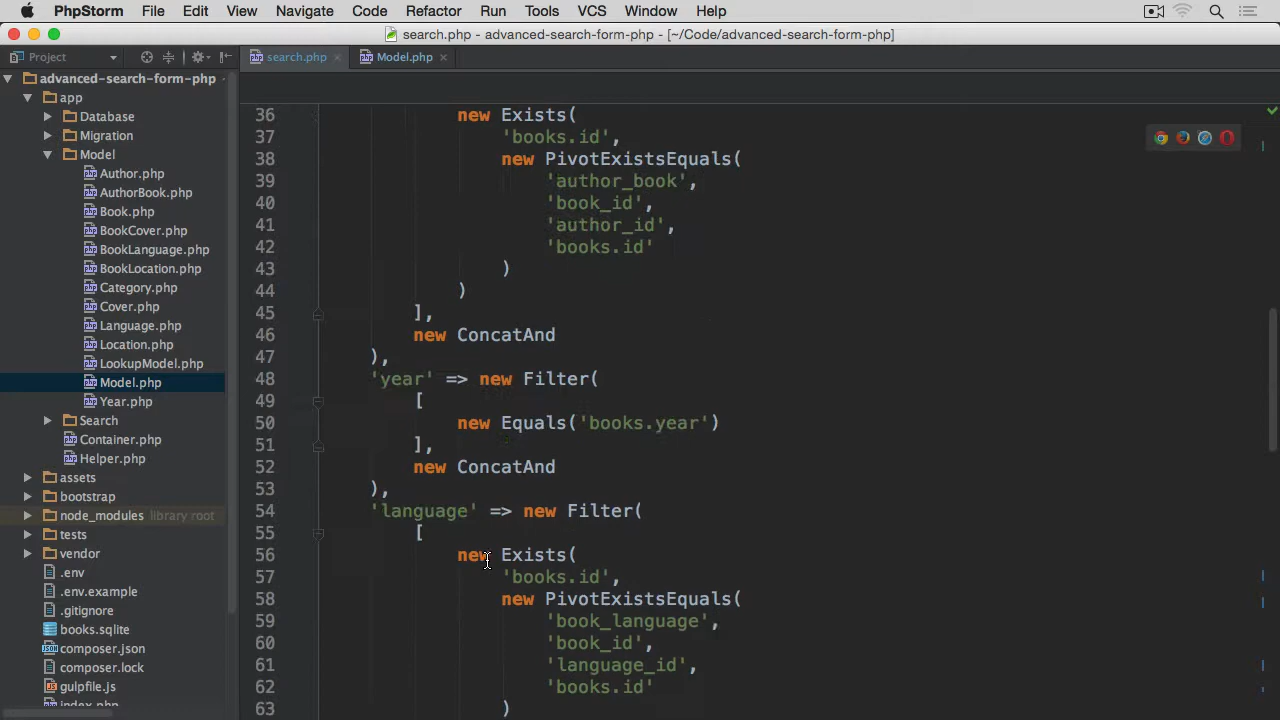 PhpStorm File Edit View Navigate Code Refactor Run Tools VCS Window Help
search.php - advanced-search-form-php - [~/Code/advanced-search-form-php]
Project
search.php
Model.php
advanced-search-form-php
app
Database
Migration
Model
Author.php
AuthorBook.php
Book.php
BookCover.php
BookLanguage.php
BookLocation.php
Category.php
Cover.php
Language.php
Location.php
LookupModel.php
Model.php
Year.php
Search
Container.php
Helper.php
assets
bootstrap
node_modules library root
tests
vendor
.env
.env.example
.gitignore
books.sqlite
composer.json
composer.lock
gulpfile.js
index.php
36 new Exists(
37 'books.id',
38 new PivotExistsEquals(
39 'author_book',
40 'book_id',
41 'author_id',
42 'books.id'
43 )
44 )
45 ],
46 new ConcatAnd
47 ),
48 'year' => new Filter(
49 [
50 new Equals('books.year')
51 ],
52 new ConcatAnd
53 ),
54 'language' => new Filter(
55 [
56 new Exists(
57 'books.id',
58 new PivotExistsEquals(
59 'book_language',
60 'book_id',
61 'language_id',
62 'books.id'
63 )